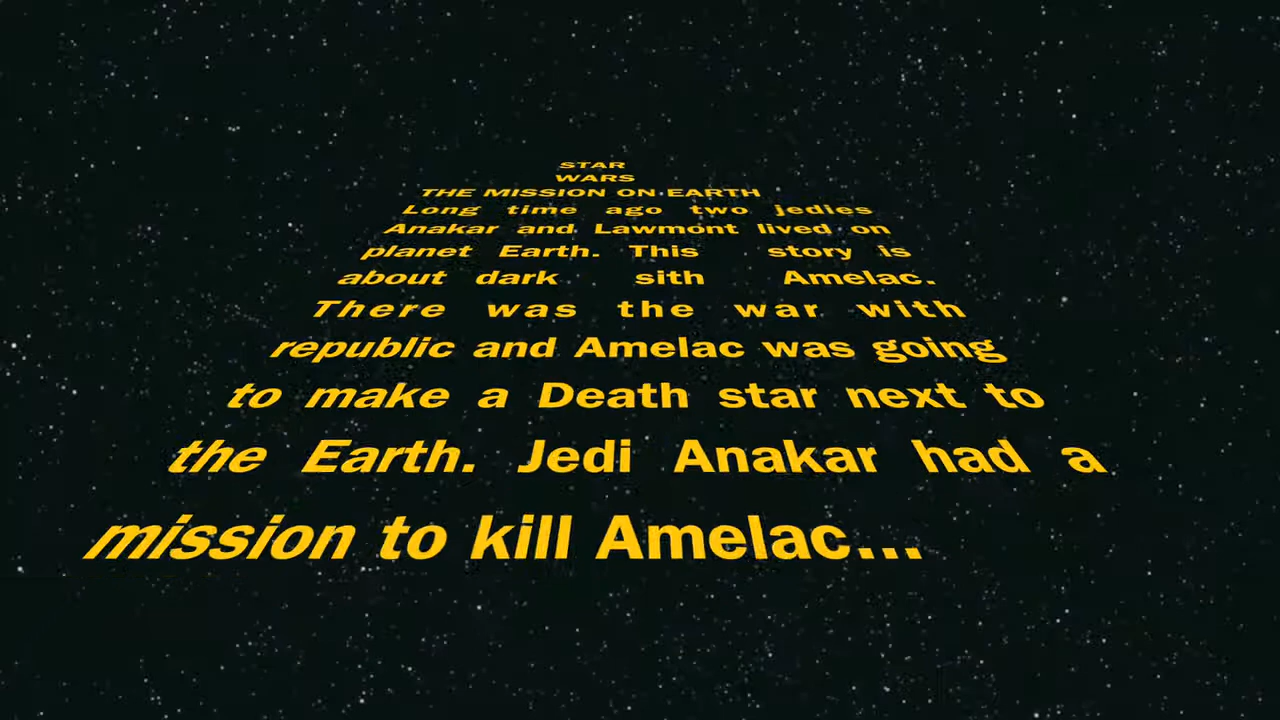 STAR
WARS
THE MISSION ON EARTH
Long time ago two jedies
Anakar and Lawmont lived on
planet Earth. This story is
about dark sith Amelac.
There was the war with
republic and Amelac was going
to make a Death star next to
the Earth. Jedi Anakar had a
mission to kill Amelac...